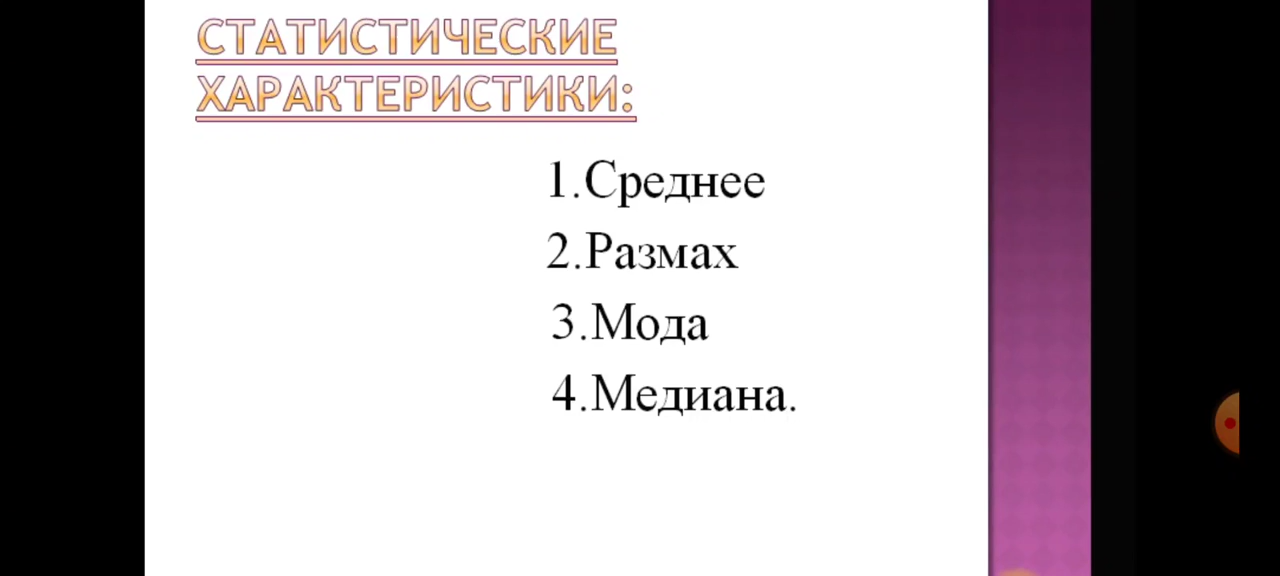 СТАТИСТИЧЕСКИЕ
ХАРАКТЕРИСТИКИ:
1.Среднее
2.Размах
3.Мода
4.Медиана.